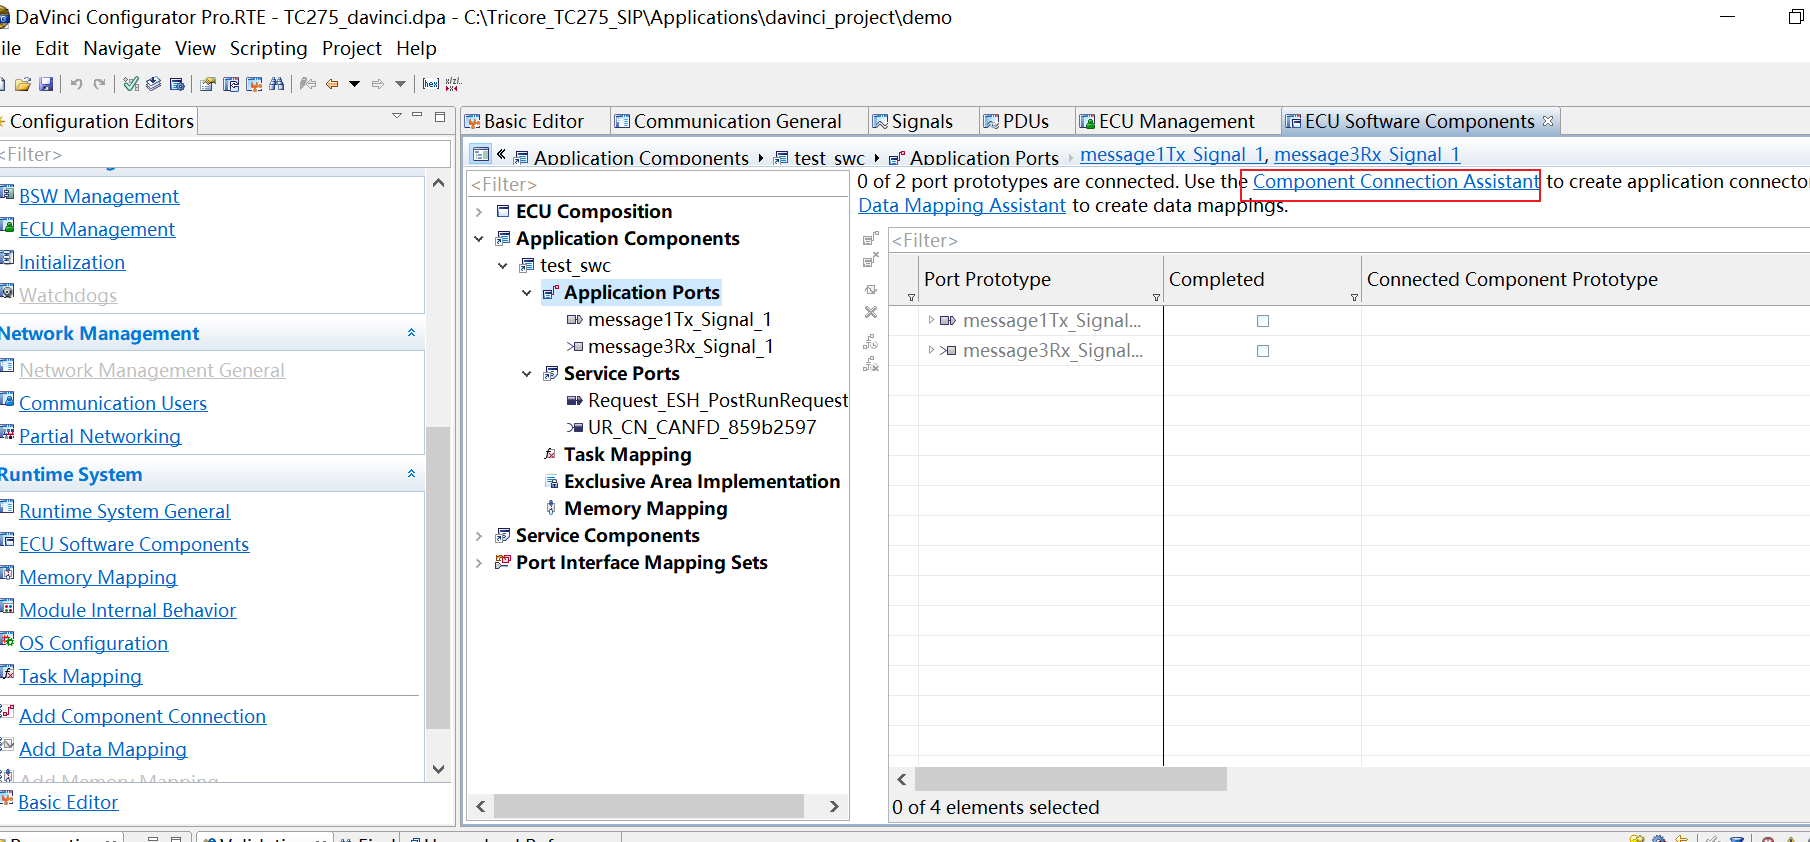 DaVinci Configurator Pro.RTE - TC275_davinci.dpa - C:\Tricore_TC275_SIP\Applications\davinci_project\demo
ile Edit Navigate View Scripting Project Help
Configuration Editors
<Filter>
BSW Management
ECU Management
Initialization
Watchdogs
Network Management
Network Management General
Communication Users
Partial Networking
Runtime System
Runtime System General
ECU Software Components
Memory Mapping
Module Internal Behavior
OS Configuration
Task Mapping
Add Component Connection
Add Data Mapping
Add Memory Mapping
Basic Editor
Basic Editor Communication General Signals PDUs ECU Management ECU Software Components
Application Components test_swc Application Ports message1Tx_Signal_1, message3Rx_Signal_1
<Filter>
ECU Composition
Application Components
test_swc
Application Ports
message1Tx_Signal_1
message3Rx_Signal_1
Service Ports
Request_ESH_PostRunRequest
UR_CN_CANFD_859b2597
Task Mapping
Exclusive Area Implementation
Memory Mapping
Service Components
Port Interface Mapping Sets
0 of 2 port prototypes are connected. Use the Component Connection Assistant to create application connecto
Data Mapping Assistant to create data mappings.
<Filter>
Port Prototype Completed Connected Component Prototype
message1Tx_Signal...
message3Rx_Signal...
0 of 4 elements selected